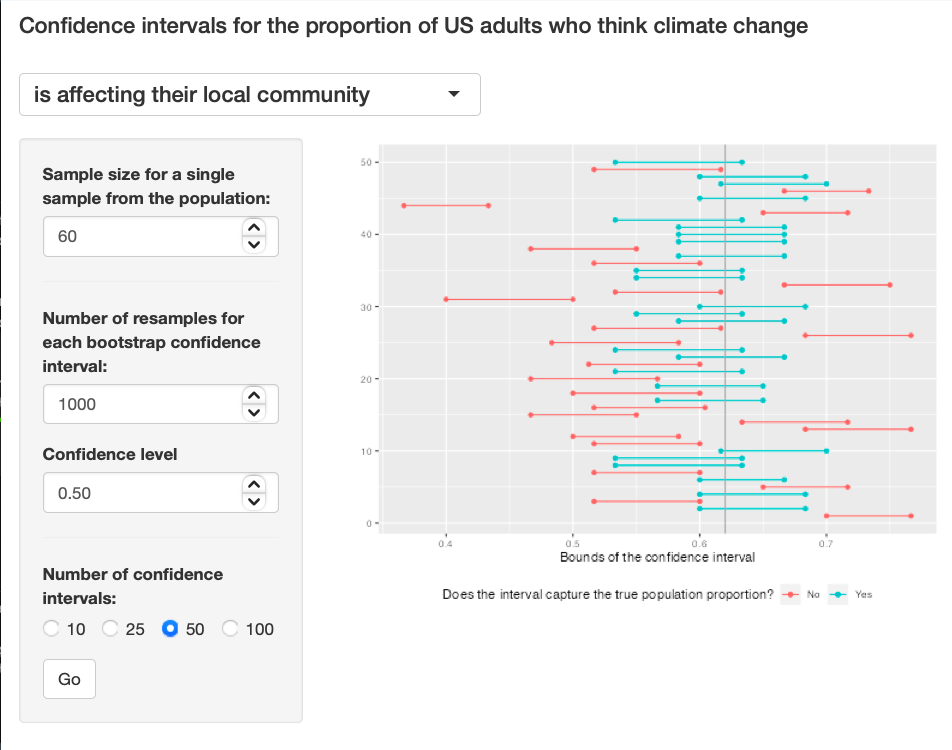 Confidence intervals for the proportion of US adults who think climate change
is affecting their local community
Sample size for a single
sample from the population:
60
Number of resamples for
each bootstrap confidence
interval:
1000
Confidence level
0.50
Number of confidence
intervals:
10 25 50 100
Go
50
40
30
20
10
0
0.4 0.5 0.6 0.7
Bounds of the confidence interval
Does the interval capture the true population proportion? No Yes